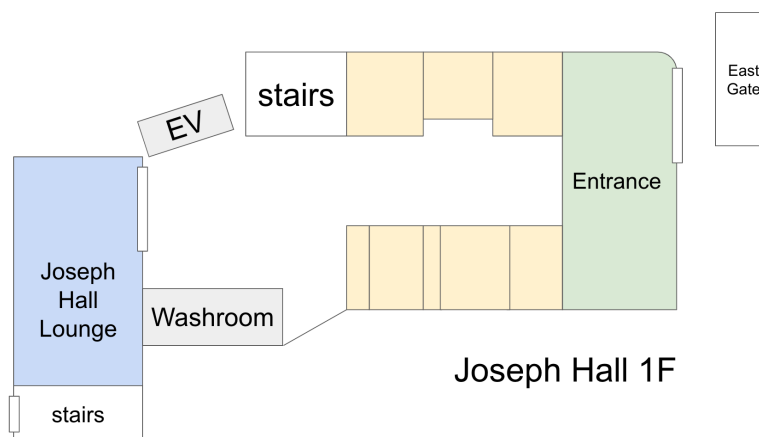 stairs
EV
East
Gate
Entrance
Joseph
Hall
Lounge
Washroom
Joseph Hall 1F
stairs